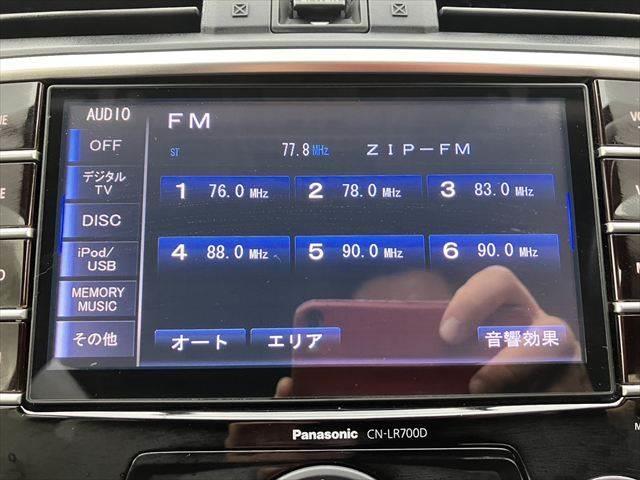 AUDIO
FM
OFF
ST 77.8MHz ZIP-FM
デジタル
TV
1 76.0 MHz 2 78.0 MHz 3 83.0 MHz
DISC
iPod/
USB
4 88.0 MHz 5 90.0 MHz 6 90.0 MHz
MEMORY
MUSIC
その他
オート エリア 音響効果
Panasonic CN-LR700D